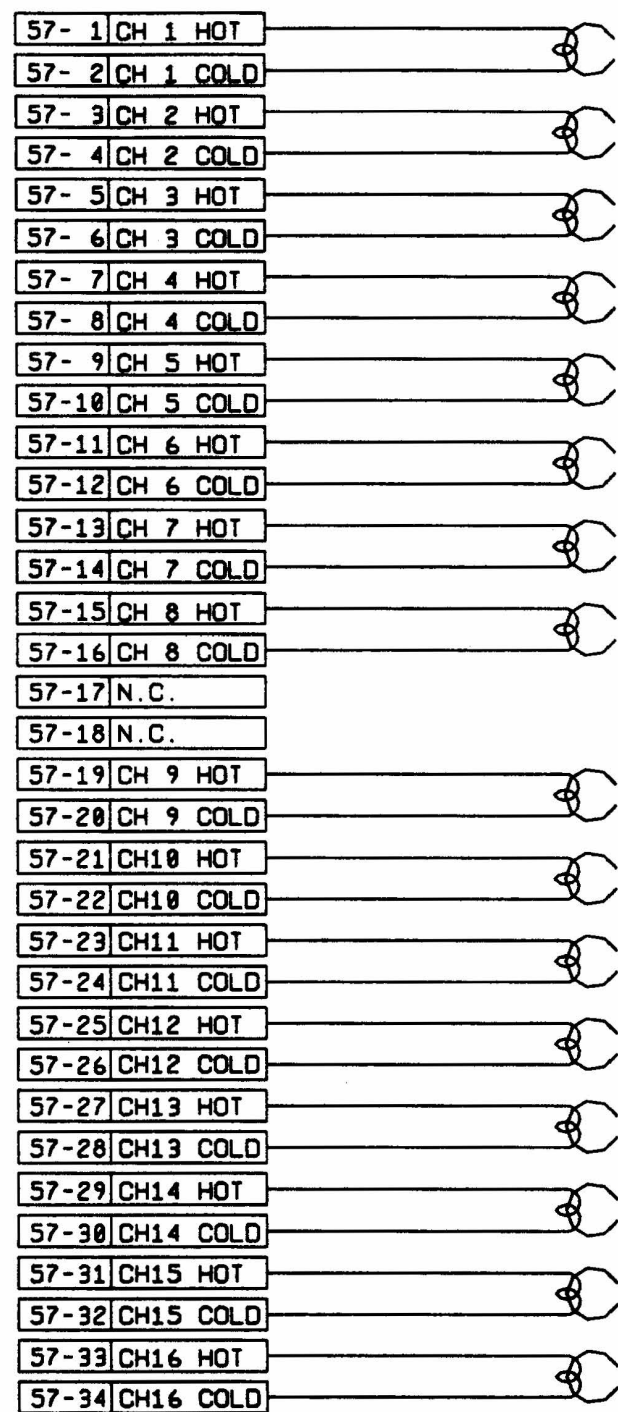 57- 1 CH 1 HOT
57- 2 CH 1 COLD
57- 3 CH 2 HOT
57- 4 CH 2 COLD
57- 5 CH 3 HOT
57- 6 CH 3 COLD
57- 7 CH 4 HOT
57- 8 CH 4 COLD
57- 9 CH 5 HOT
57-10 CH 5 COLD
57-11 CH 6 HOT
57-12 CH 6 COLD
57-13 CH 7 HOT
57-14 CH 7 COLD
57-15 CH 8 HOT
57-16 CH 8 COLD
57-17 N.C.
57-18 N.C.
57-19 CH 9 HOT
57-20 CH 9 COLD
57-21 CH10 HOT
57-22 CH10 COLD
57-23 CH11 HOT
57-24 CH11 COLD
57-25 CH12 HOT
57-26 CH12 COLD
57-27 CH13 HOT
57-28 CH13 COLD
57-29 CH14 HOT
57-30 CH14 COLD
57-31 CH15 HOT
57-32 CH15 COLD
57-33 CH16 HOT
57-34 CH16 COLD